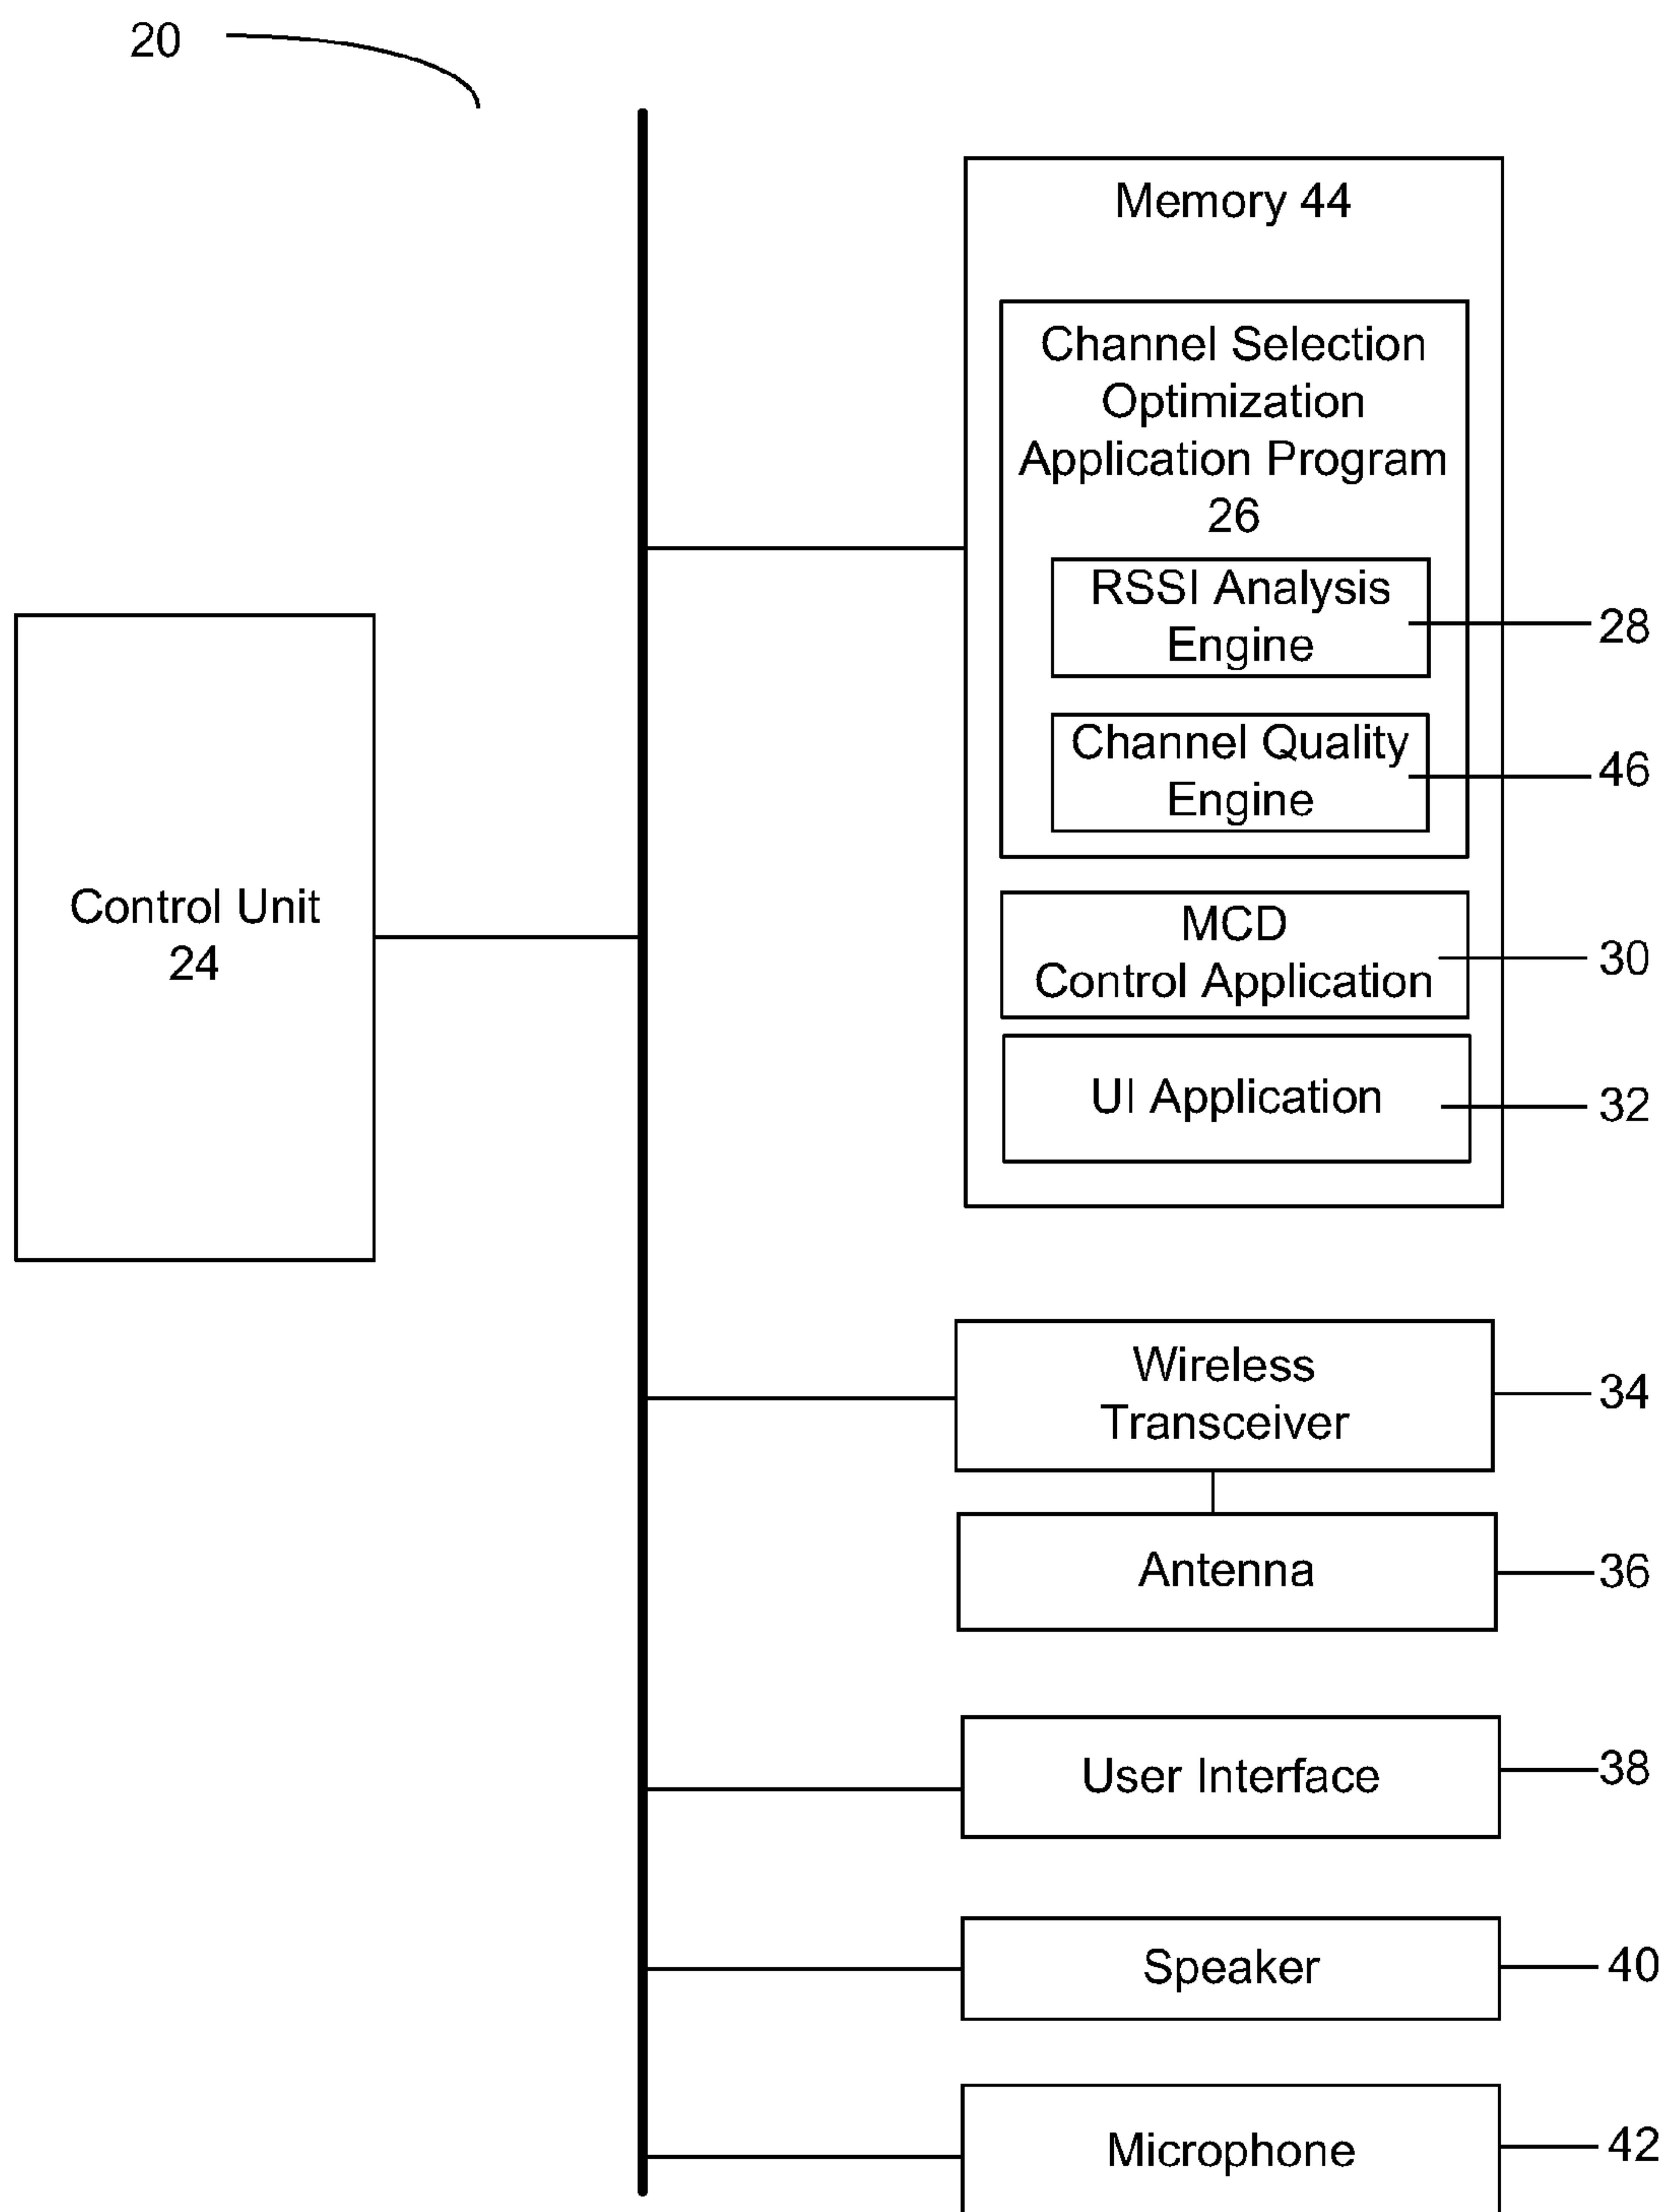 20
Memory 44
Channel Selection
Optimization
Application Program
26
RSSI Analysis
Engine
28
Channel Quality
Engine
46
Control Unit
24
MCD
Control Application
30
UI Application
32
Wireless
Transceiver
34
Antenna
36
User Interface
38
Speaker
40
Microphone
42